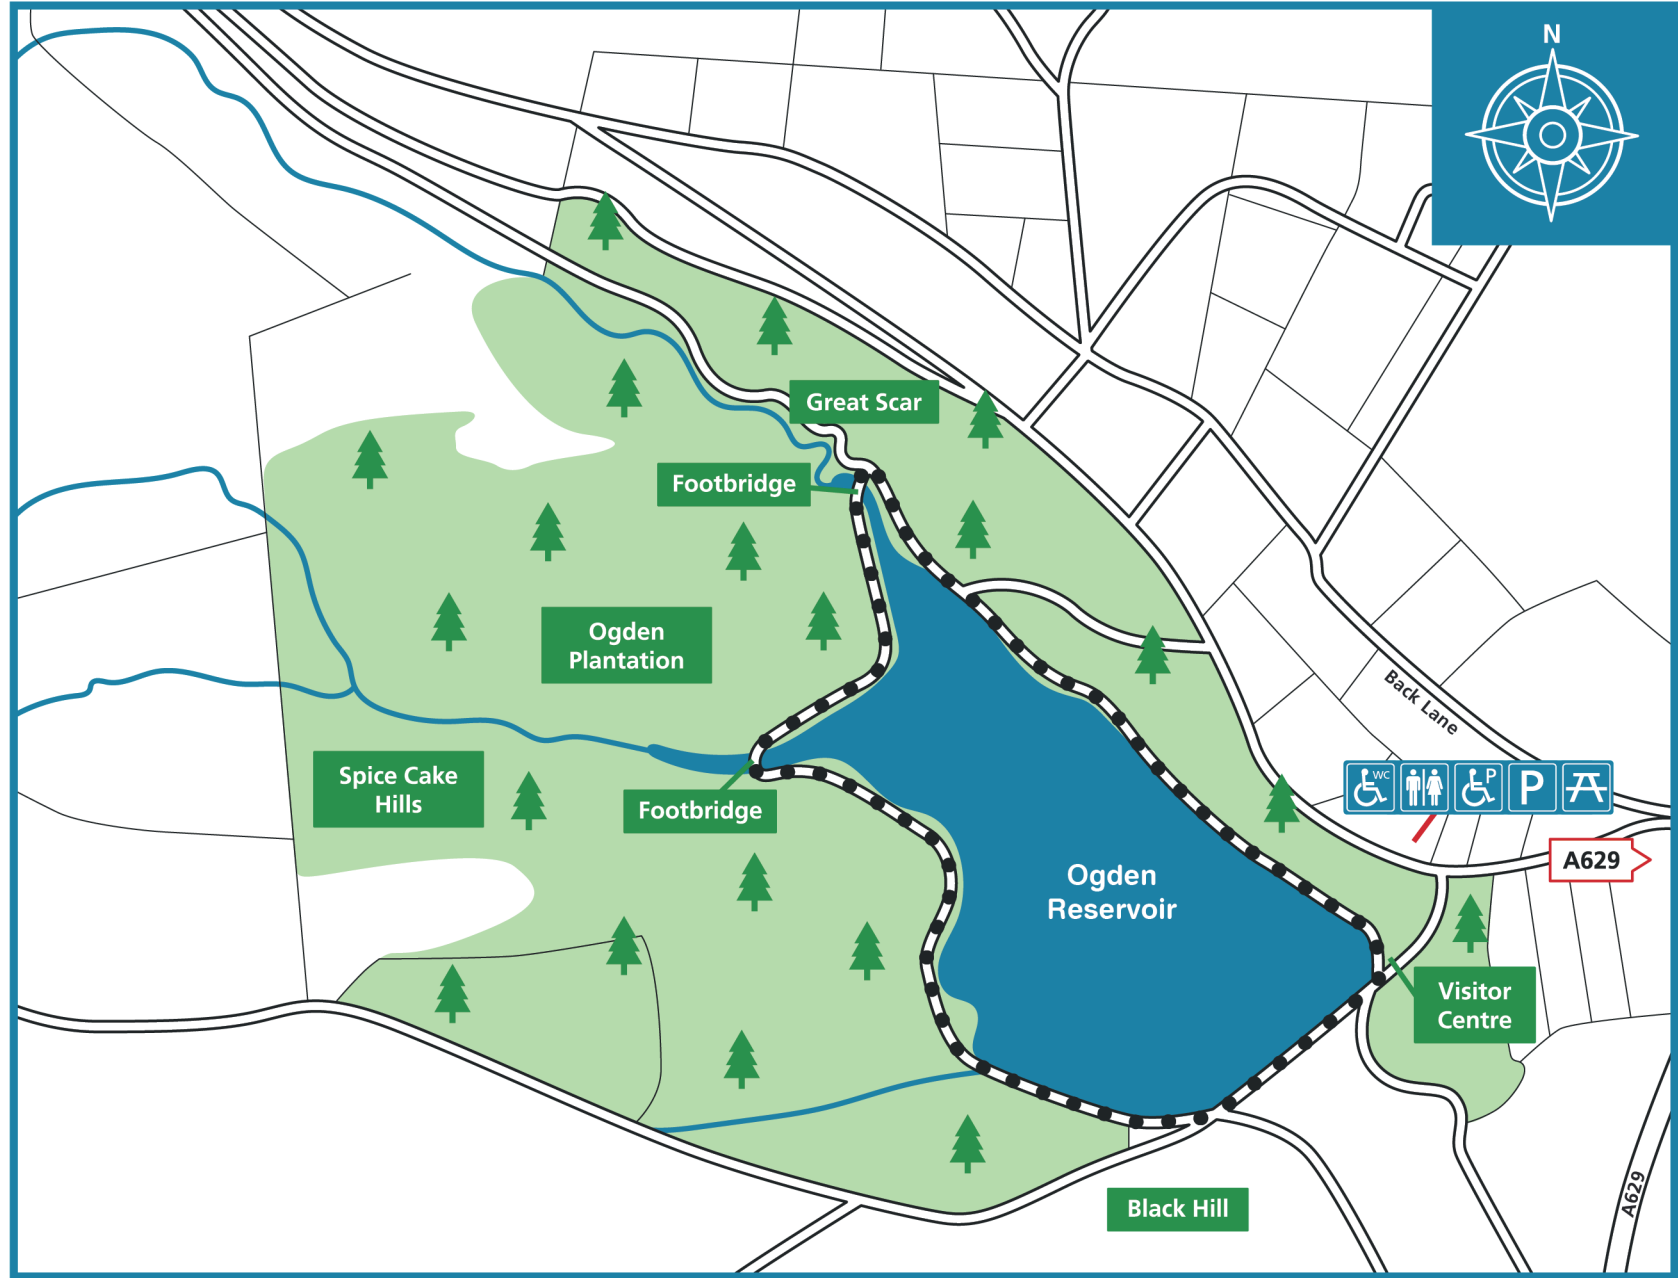 N
Great Scar
Footbridge
Ogden
Plantation
Back Lane
Spice Cake
Hills
WC
P
P
Footbridge
A629
Ogden
Reservoir
Visitor
Centre
Black Hill
A629